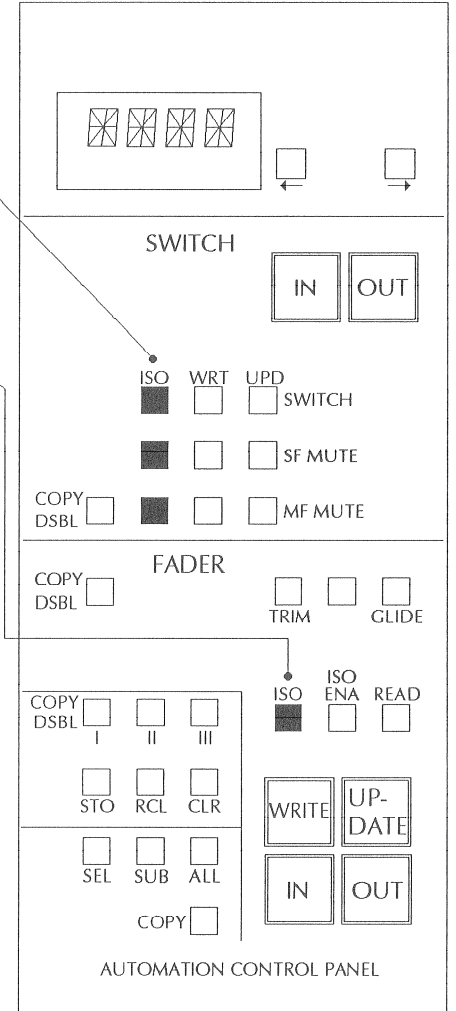 SWITCH
IN OUT
ISO WRT UPD
SWITCH
SF MUTE
COPY
DSBL
MF MUTE
FADER
COPY
DSBL
TRIM GLIDE
ISO
ISO ENA READ
COPY
DSBL
I II III
STO RCL CLR
WRITE UP-
DATE
SEL SUB ALL
IN OUT
COPY
AUTOMATION CONTROL PANEL